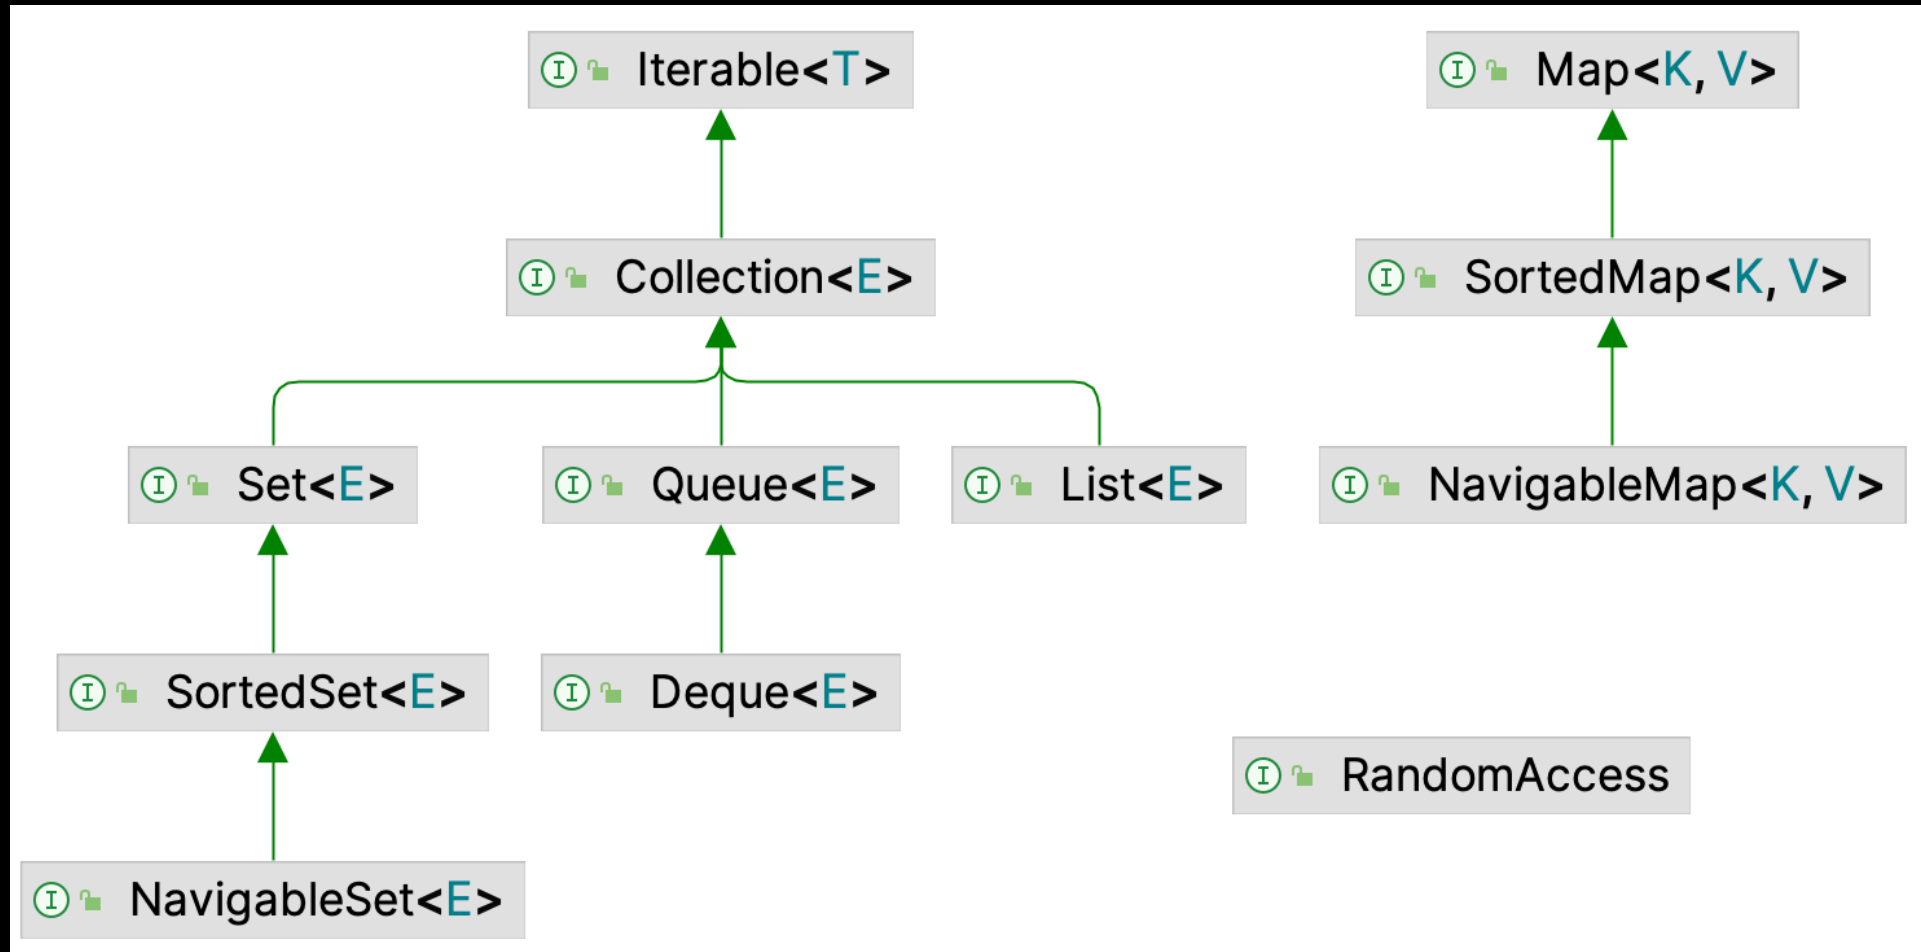 Iterable<T>
Map<K, V>
Collection<E>
SortedMap<K, V>
Set<E>
Queue<E>
List<E>
NavigableMap<K, V>
SortedSet<E>
Deque<E>
RandomAccess
NavigableSet<E>